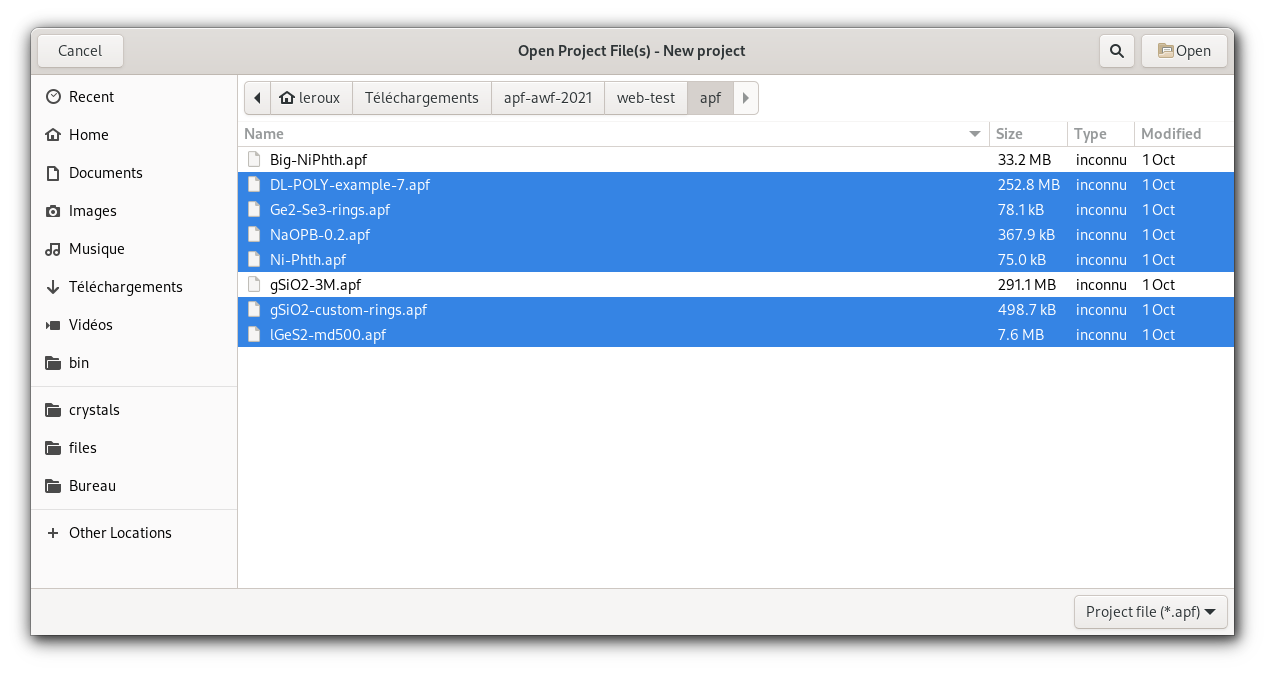 Cancel Open Project File(s) - New project Open
leroux Téléchargements apf-awf-2021 web-test apf
Recent
Home
Documents
Images
Musique
Téléchargements
Vidéos
bin
crystals
files
Bureau
Other Locations
Name Size Type Modified
Big-NiPhth.apf 33.2 MB inconnu 1 Oct
DL-POLY-example-7.apf 252.8 MB inconnu 1 Oct
Ge2-Se3-rings.apf 78.1 kB inconnu 1 Oct
NaOPB-0.2.apf 367.9 kB inconnu 1 Oct
Ni-Phth.apf 75.0 kB inconnu 1 Oct
gSiO2-3M.apf 291.1 MB inconnu 1 Oct
gSiO2-custom-rings.apf 498.7 kB inconnu 1 Oct
lGeS2-md500.apf 7.6 MB inconnu 1 Oct
Project file (*.apf)